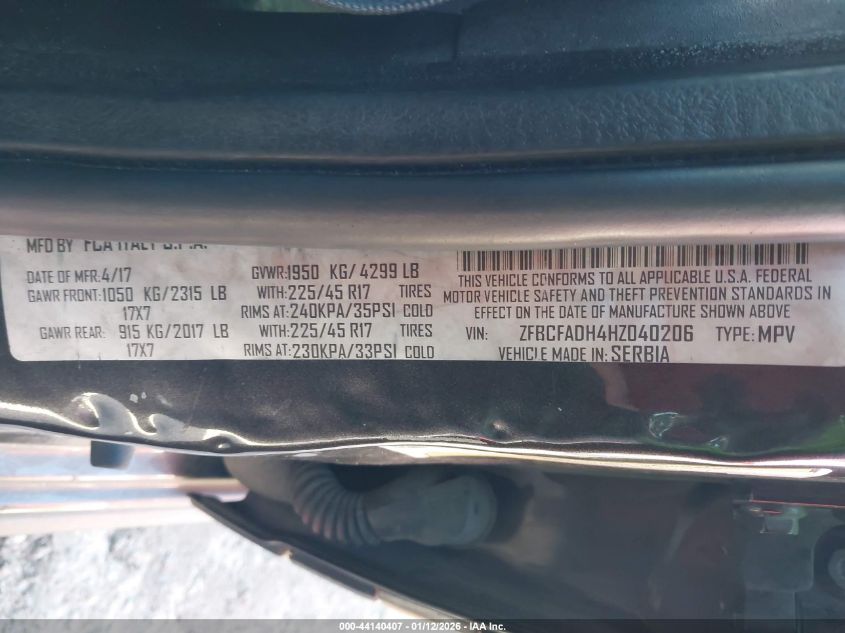 MFD BY FCA ITALY S.P.A.
DATE OF MFR:4/17 GVWR:1950 KG/4299 LB
GAWR FRONT:1050 KG/2315 LB WITH:225/45 R17 TIRES
17X7 RIMS AT:240KPA/35PSI COLD
GAWR REAR: 915 KG/2017 LB WITH:225/45 R17 TIRES
17X7 RIMS AT:230KPA/33PSI COLD
THIS VEHICLE CONFORMS TO ALL APPLICABLE U.S.A. FEDERAL
MOTOR VEHICLE SAFETY AND THEFT PREVENTION STANDARDS IN
EFFECT ON THE DATE OF MANUFACTURE SHOWN ABOVE
VIN: ZFBCFADH4HZ040206 TYPE: MPV
VEHICLE MADE IN: SERBIA
000-44140407 - 01/12/2026 - IAA Inc.